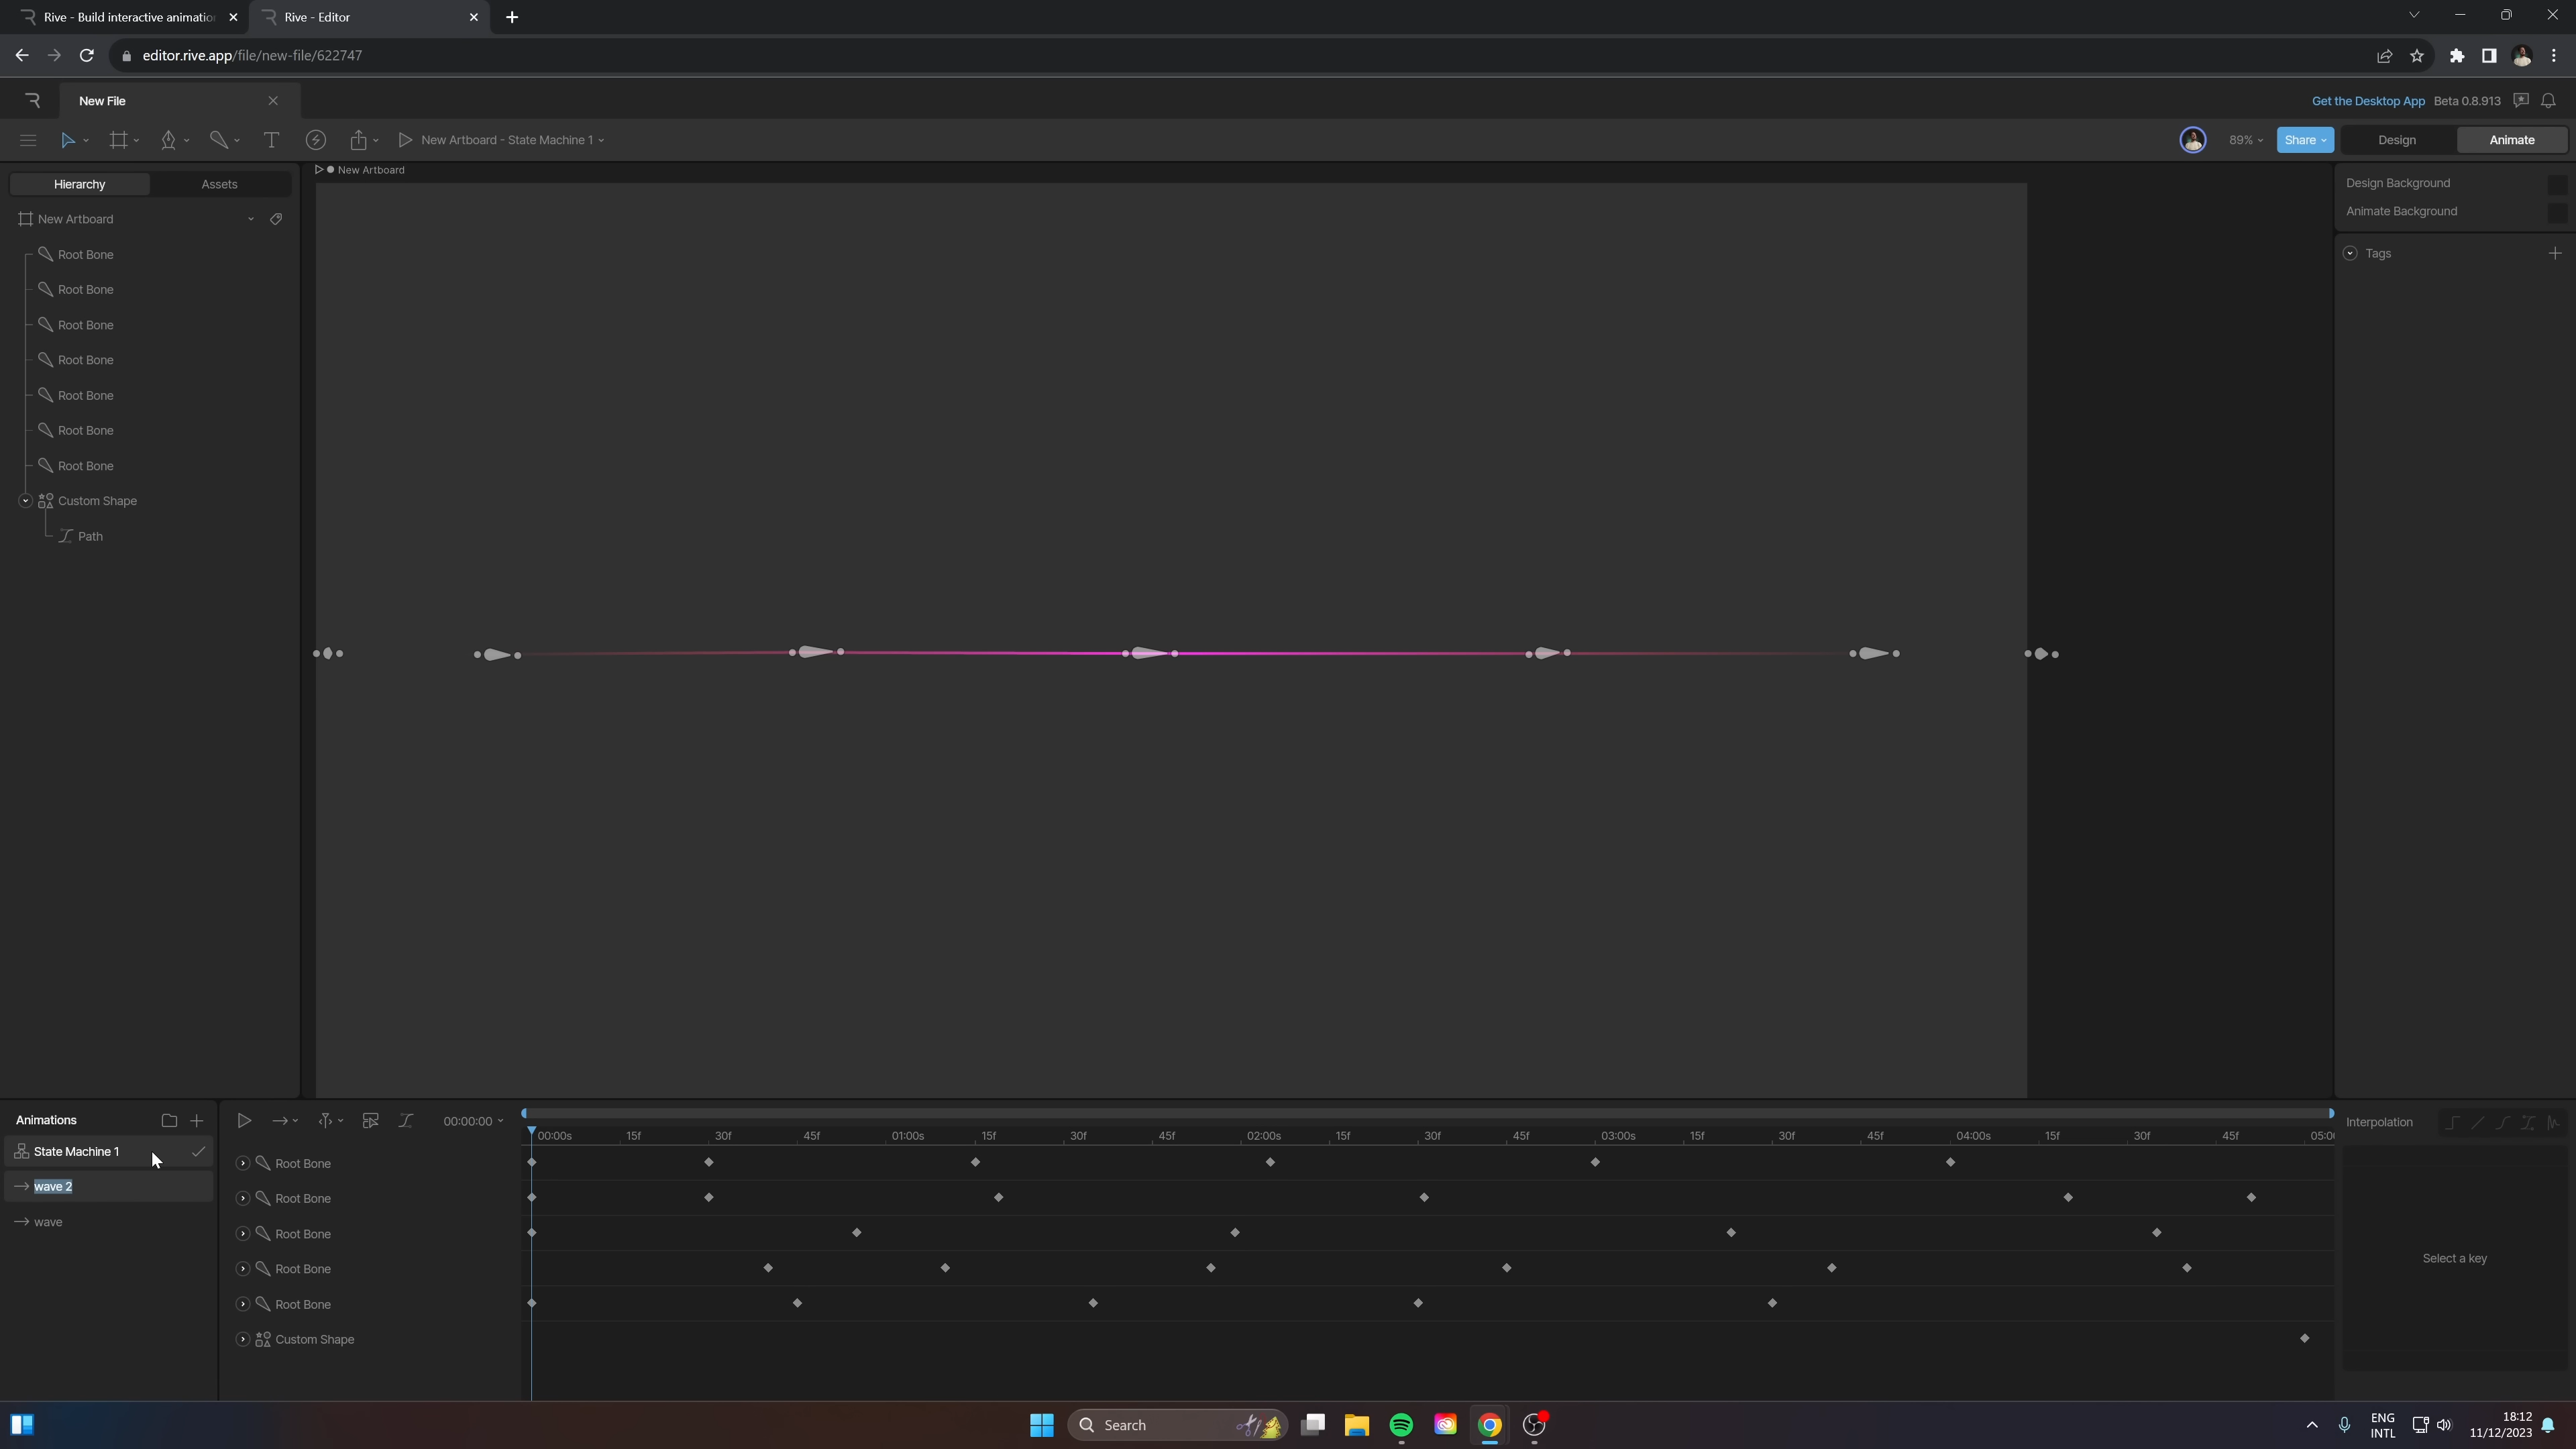 Rive - Build interactive animatio
Rive - Editor
editor.rive.app/file/new-file/622747
New File
Get the Desktop App Beta 0.8.913
New Artboard - State Machine 1
89%
Share
Design
Animate
Hierarchy
Assets
New Artboard
Design Background
Animate Background
New Artboard
Tags
Root Bone
Root Bone
Root Bone
Root Bone
Root Bone
Root Bone
Root Bone
Custom Shape
Path
Animations
00:00:00
Interpolation
00:00s 15f 30f 45f 01:00s 15f 30f 45f 02:00s 15f 30f 45f 03:00s 15f 30f 45f 04:00s 15f 30f 45f 05:0
State Machine 1
wave 2
wave
Root Bone
Root Bone
Root Bone
Root Bone
Root Bone
Custom Shape
Select a key
Search
ENG
INTL
18:12
11/12/2023